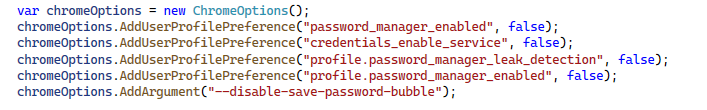 var chromeOptions = new ChromeOptions();
chromeOptions.AddUserProfilePreference("password_manager_enabled", false);
chromeOptions.AddUserProfilePreference("credentials_enable_service", false);
chromeOptions.AddUserProfilePreference("profile.password_manager_leak_detection", false);
chromeOptions.AddUserProfilePreference("profile.password_manager_enabled", false);
chromeOptions.AddArgument("--disable-save-password-bubble");